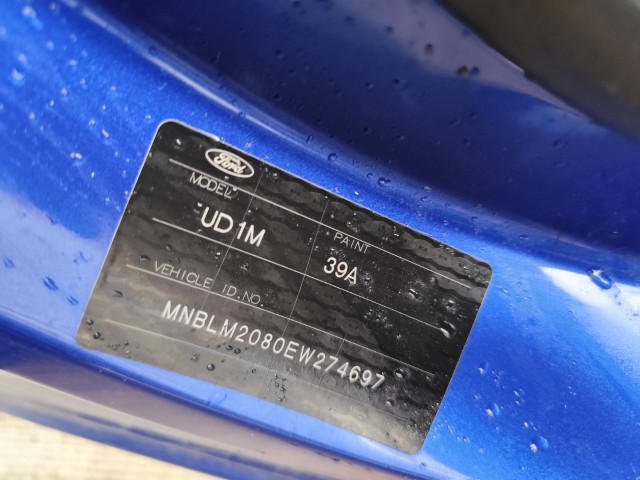 Ford
MODEL
UD1M
PAINT
39A
VEHICLE ID.NO.
MNBLM2080EW274697